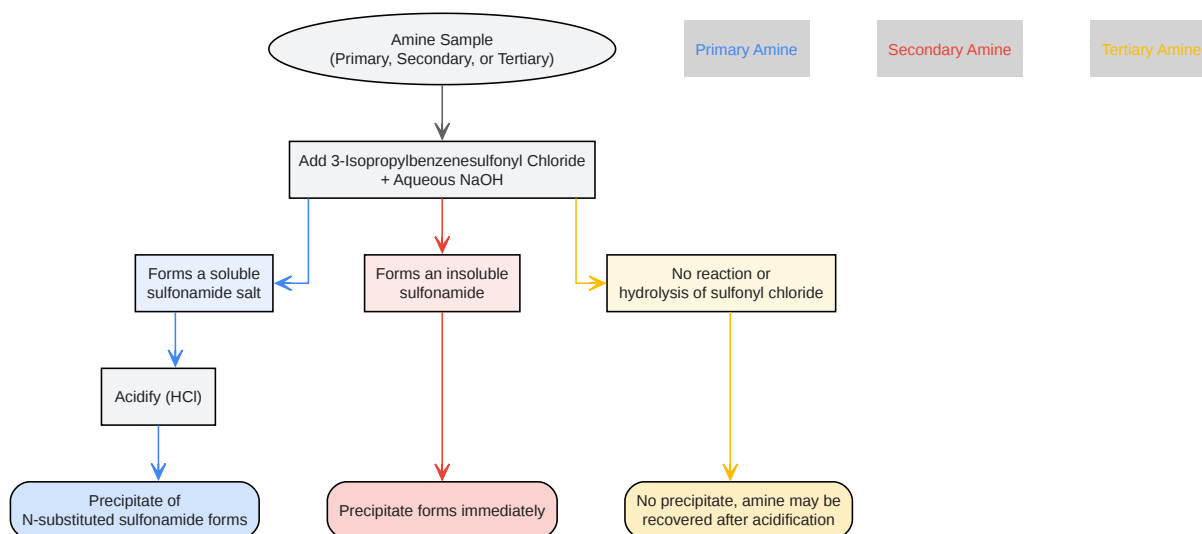 Amine Sample
(Primary, Secondary, or Tertiary)
Primary Amine
Secondary Amine
Tertiary Amine
Add 3-Isopropylbenzenesulfonyl Chloride
+ Aqueous NaOH
Forms a soluble
sulfonamide salt
Forms an insoluble
sulfonamide
No reaction or
hydrolysis of sulfonyl chloride
Acidify (HCl)
Precipitate of
N-substituted sulfonamide forms
Precipitate forms immediately
No precipitate, amine may be
recovered after acidification